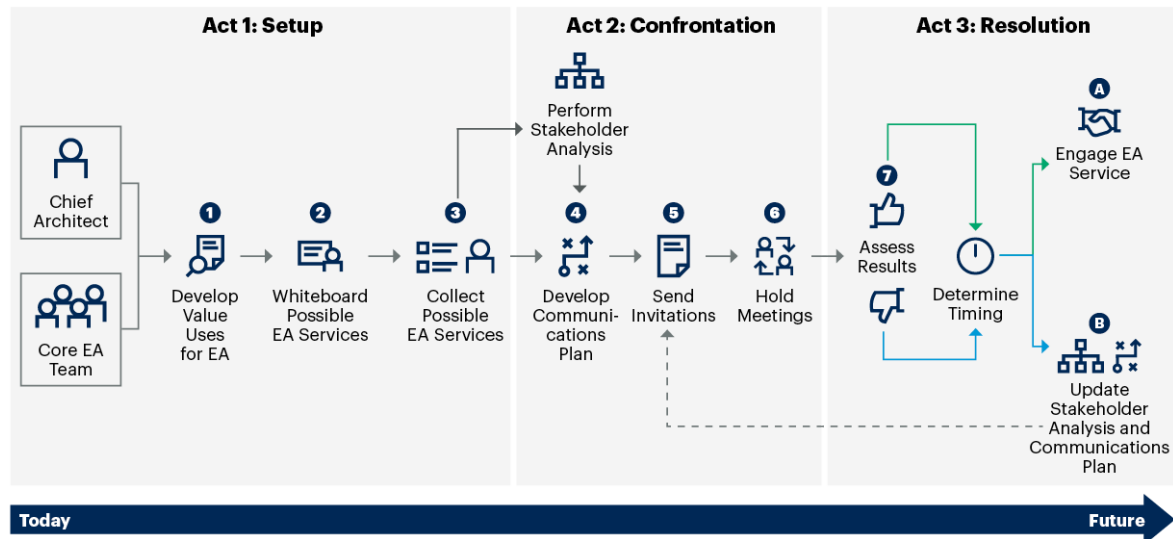 Act 1: Setup
Act 2: Confrontation
Act 3: Resolution
Chief
Architect
Core EA
Team
1
Develop
Value
Uses
for EA
2
Whiteboard
Possible
EA Services
3
Collect
Possible
EA Services
Perform
Stakeholder
Analysis
4
Develop
Communi-
cations
Plan
5
Send
Invitations
6
Hold
Meetings
7
Assess
Results
Determine
Timing
A
Engage EA
Service
B
Update
Stakeholder
Analysis and
Communications
Plan
Today
Future